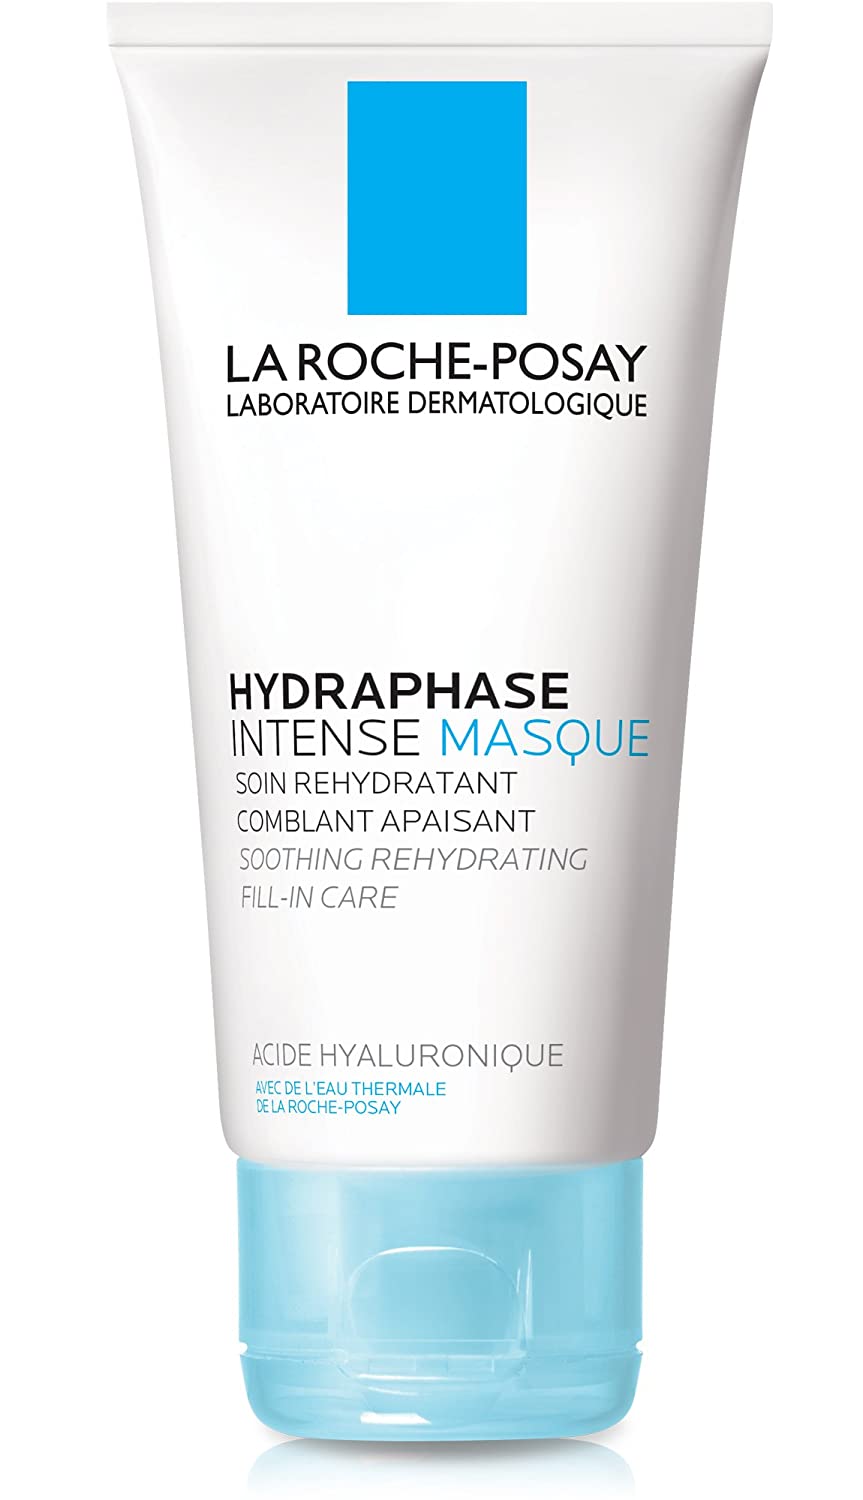 LA ROCHE-POSAY
LABORATOIRE DERMATOLOGIQUE
HYDRAPHASE
INTENSE MASQUE
SOIN REHYDRATANT
COMBLANT APAISANT
SOOTHING REHYDRATING
FILL-IN CARE
ACIDE HYALURONIQUE
AVEC DE L'EAU THERMALE
DE LA ROCHE-POSAY